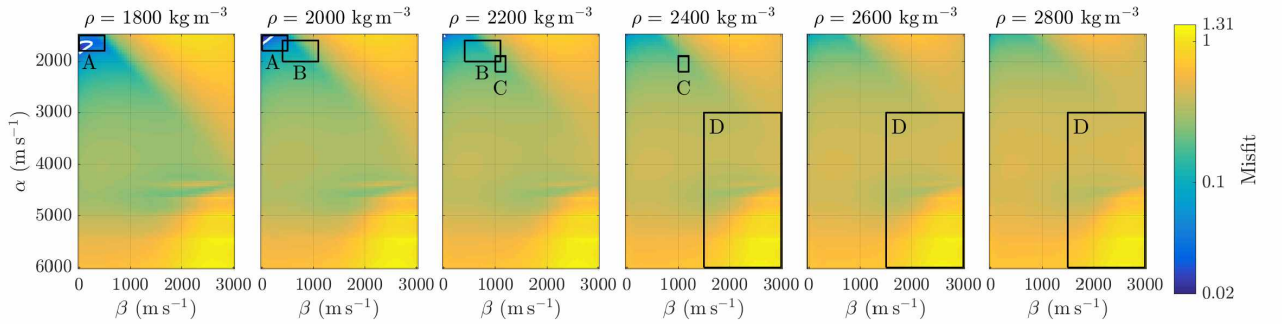 ρ = 1800 kg m⁻³ ρ = 2000 kg m⁻³ ρ = 2200 kg m⁻³ ρ = 2400 kg m⁻³ ρ = 2600 kg m⁻³ ρ = 2800 kg m⁻³ 1.31
1
2000 A A B B C C
3000 D D D
α (m s⁻¹)
4000
0.1
Misfit
5000
6000
0.02
0 1000 2000 3000 0 1000 2000 3000 0 1000 2000 3000 0 1000 2000 3000 0 1000 2000 3000 0 1000 2000 3000
β (m s⁻¹) β (m s⁻¹) β (m s⁻¹) β (m s⁻¹) β (m s⁻¹) β (m s⁻¹)